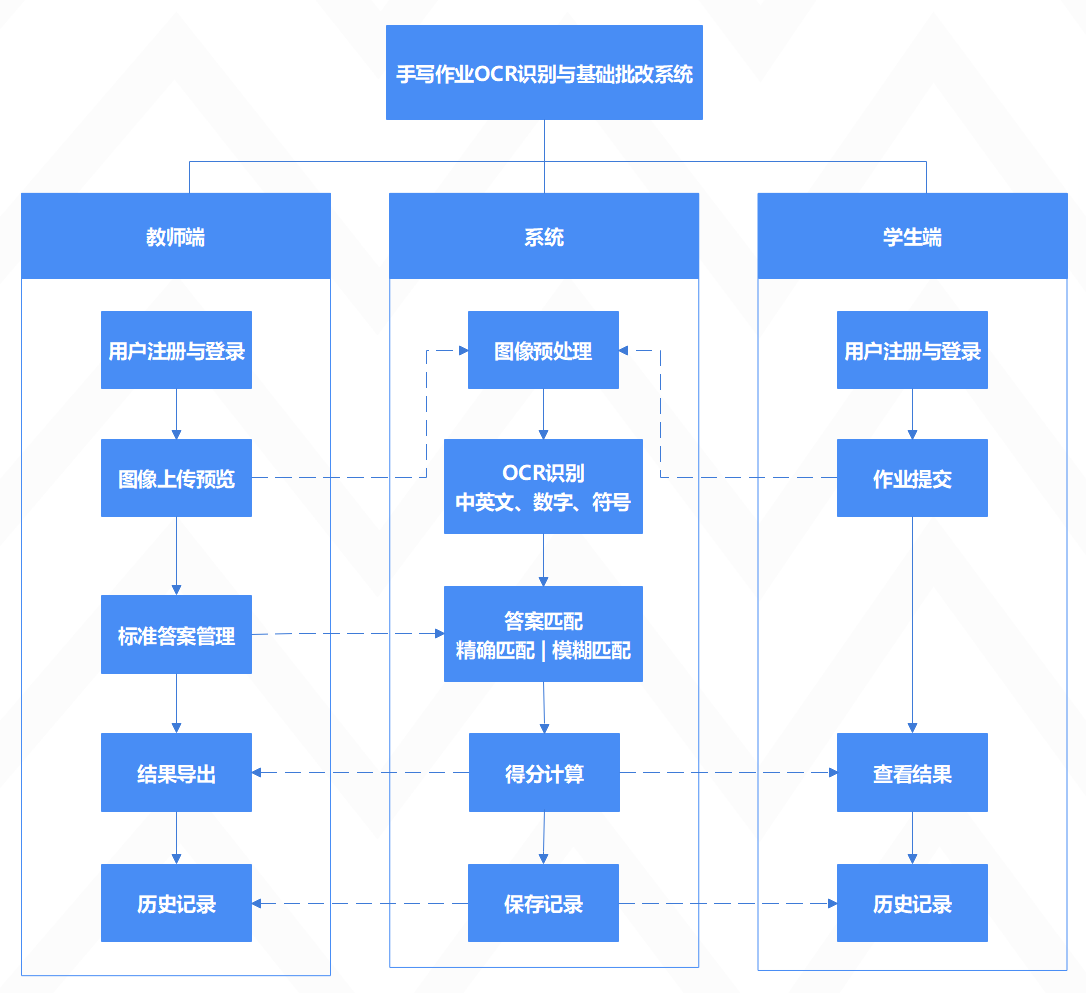 手写作业OCR识别与基础批改系统
教师端
系统
学生端
用户注册与登录
图像预处理
用户注册与登录
图像上传预览
OCR识别
中英文、数字、符号
作业提交
标准答案管理
答案匹配
精确匹配 | 模糊匹配
结果导出
得分计算
查看结果
历史记录
保存记录
历史记录